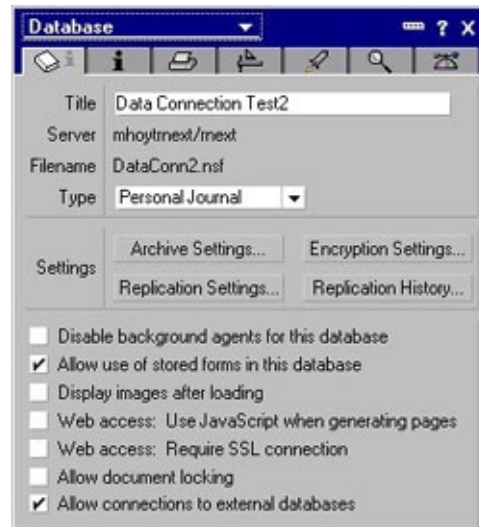 Database ? X
i i
Title Data Connection Test2
Server mhoytrnext/rnext
Filename DataConn2.nsf
Type Personal Journal
Archive Settings... Encryption Settings...
Settings
Replication Settings... Replication History...
Disable background agents for this database
Allow use of stored forms in this database
Display images after loading
Web access: Use JavaScript when generating pages
Web access: Require SSL connection
Allow document locking
Allow connections to external databases